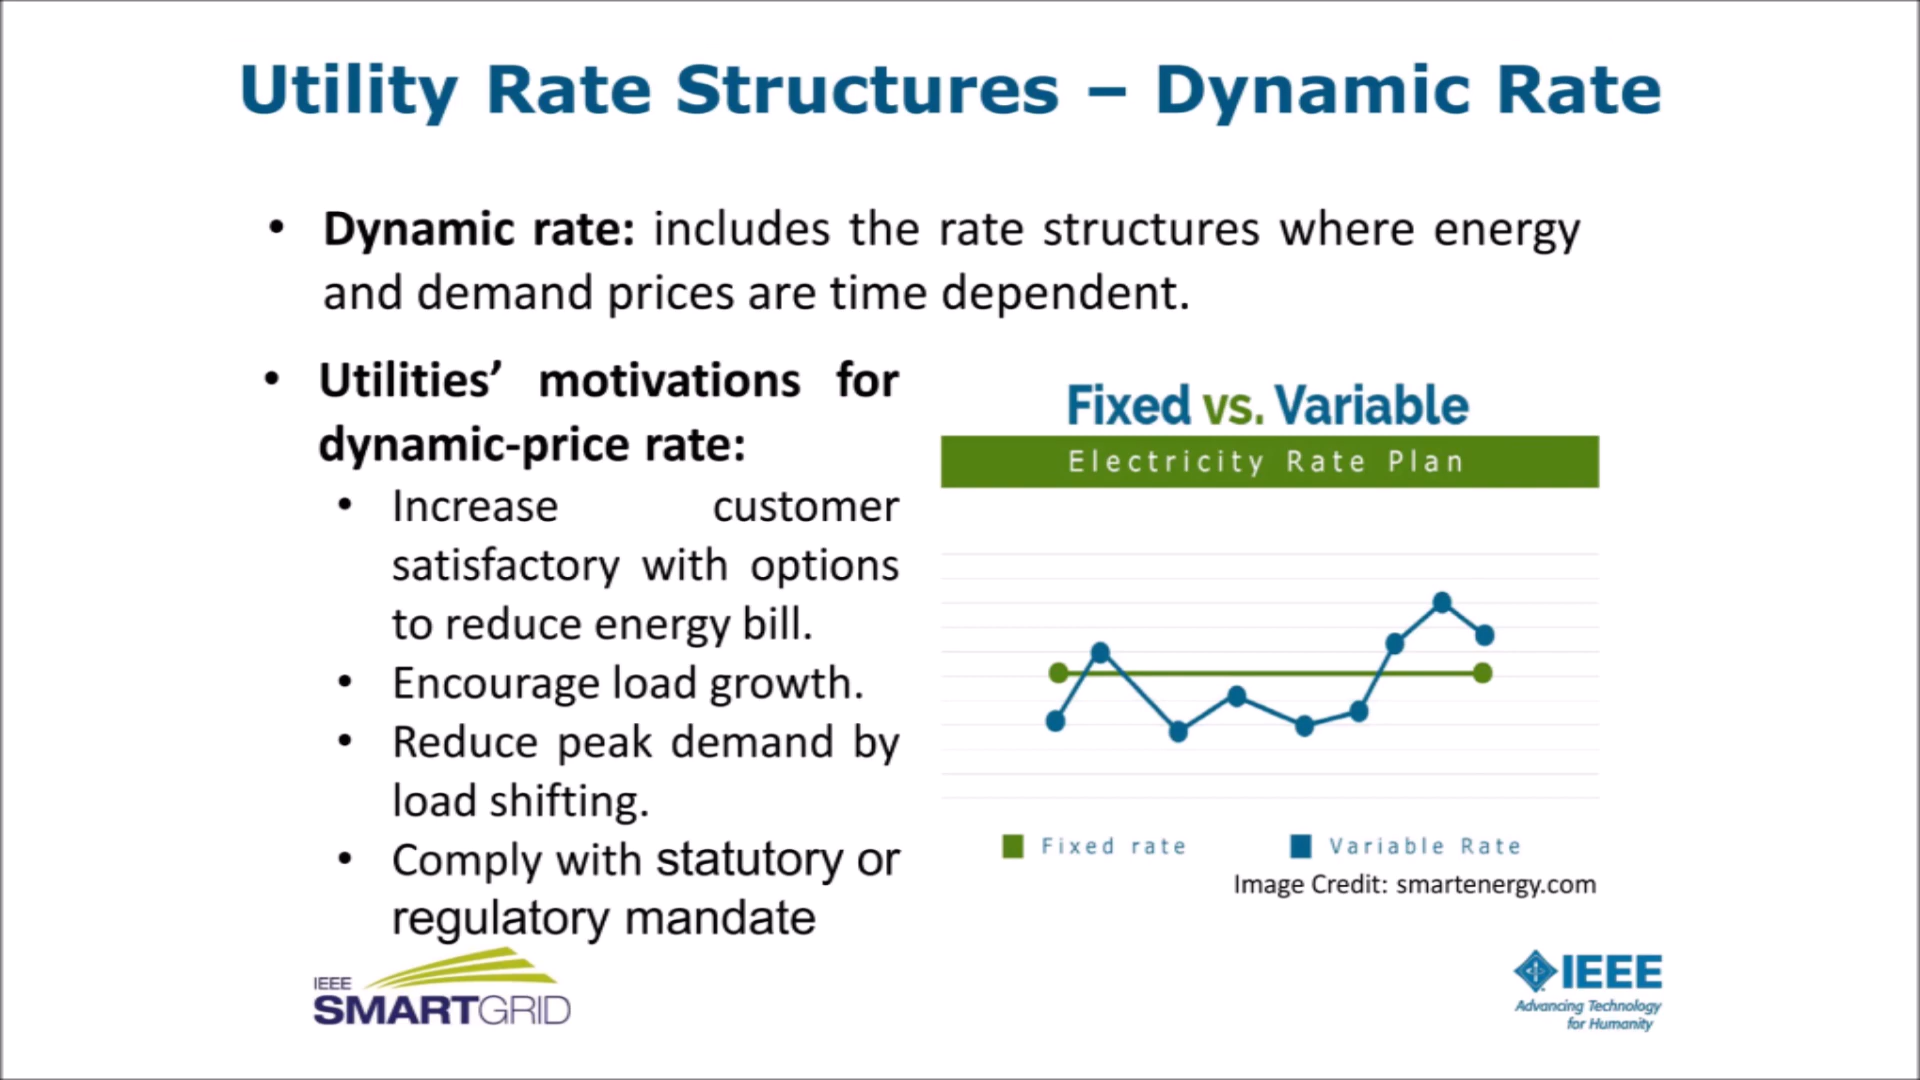 Utility Rate Structures – Dynamic Rate
• Dynamic rate: includes the rate structures where energy
and demand prices are time dependent.
• Utilities’ motivations for
dynamic-price rate:
• Increase customer
satisfactory with options
to reduce energy bill.
• Encourage load growth.
• Reduce peak demand by
load shifting.
• Comply with statutory or
regulatory mandate
Fixed vs. Variable
Electricity Rate Plan
Fixed rate Variable Rate
Image Credit: smartenergy.com
IEEE
SMARTGRID
IEEE
Advancing Technology
for Humanity